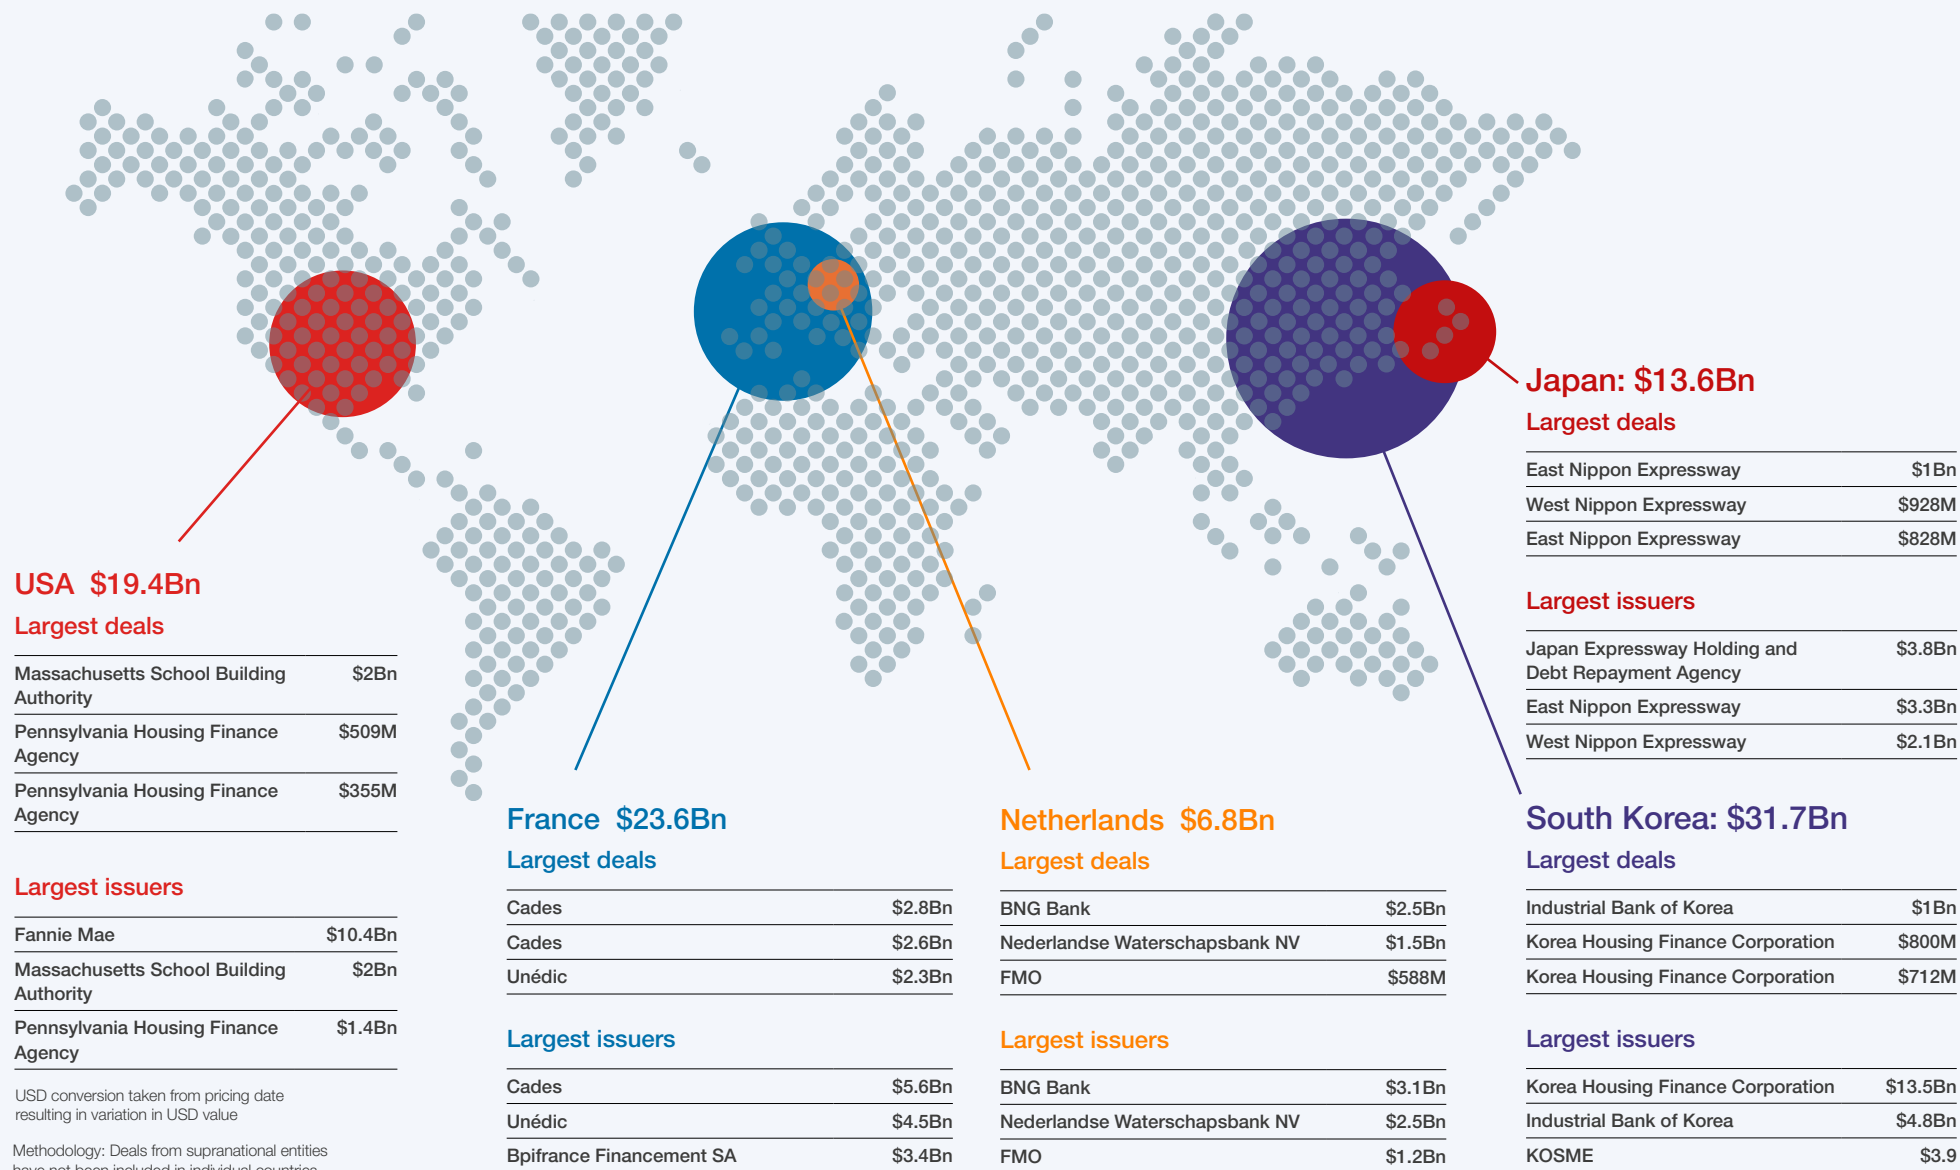 Japan: $13.6Bn
Largest deals
East Nippon Expressway $1Bn
West Nippon Expressway $928M
East Nippon Expressway $828M
Largest issuers
Japan Expressway Holding and $3.8Bn
Debt Repayment Agency
East Nippon Expressway $3.3Bn
West Nippon Expressway $2.1Bn
USA $19.4Bn
Largest deals
Massachusetts School Building $2Bn
Authority
Pennsylvania Housing Finance $509M
Agency
Pennsylvania Housing Finance $355M
Agency
Largest issuers
Fannie Mae $10.4Bn
Massachusetts School Building $2Bn
Authority
Pennsylvania Housing Finance $1.4Bn
Agency
USD conversion taken from pricing date
resulting in variation in USD value
Methodology: Deals from supranational entities
have not been included in individual countries
France $23.6Bn
Largest deals
Cades $2.8Bn
Cades $2.6Bn
Unédic $2.3Bn
Largest issuers
Cades $5.6Bn
Unédic $4.5Bn
Bpifrance Financement SA $3.4Bn
Netherlands $6.8Bn
Largest deals
BNG Bank $2.5Bn
Nederlandse Waterschapsbank NV $1.5Bn
FMO $588M
Largest issuers
BNG Bank $3.1Bn
Nederlandse Waterschapsbank NV $2.5Bn
FMO $1.2Bn
South Korea: $31.7Bn
Largest deals
Industrial Bank of Korea $1Bn
Korea Housing Finance Corporation $800M
Korea Housing Finance Corporation $712M
Largest issuers
Korea Housing Finance Corporation $13.5Bn
Industrial Bank of Korea $4.8Bn
KOSME $3.9